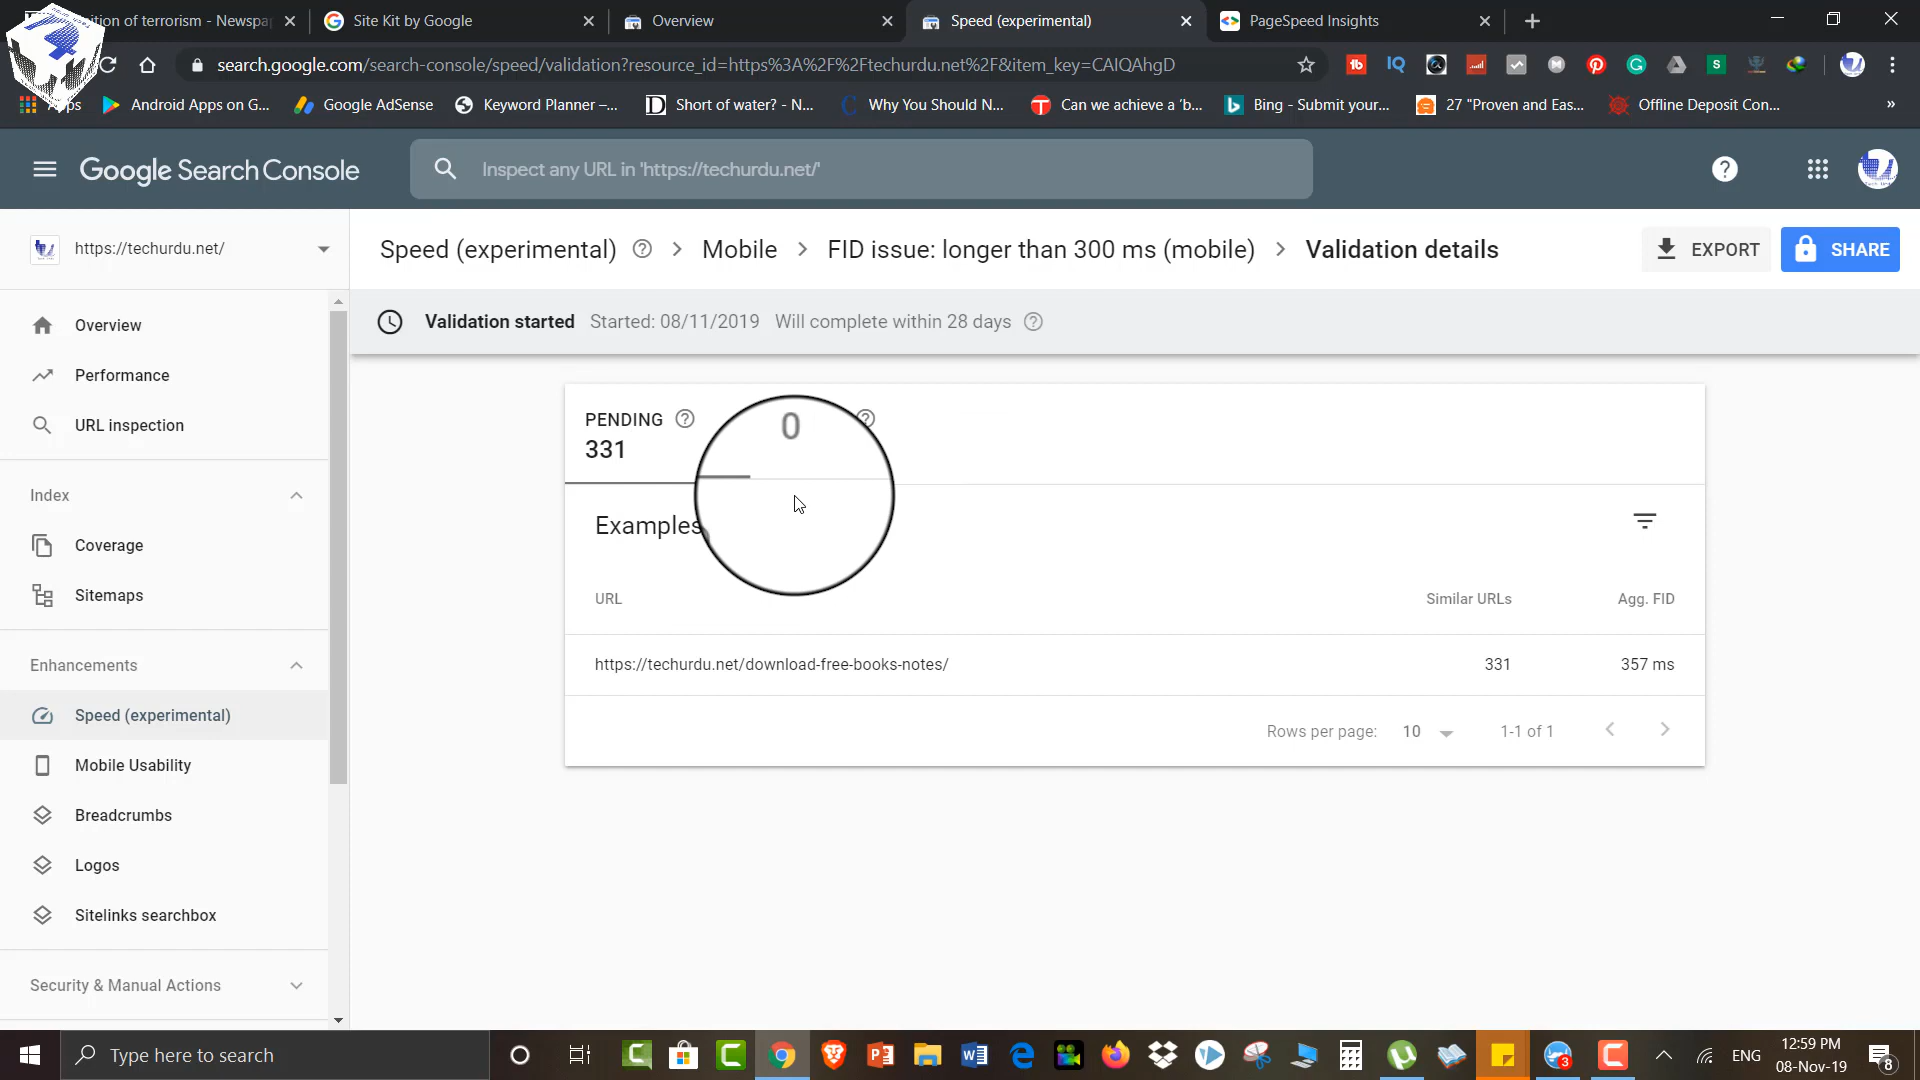 ition of terrorism - Newspa
Site Kit by Google
Overview
Speed (experimental)
PageSpeed Insights
search.google.com/search-console/speed/validation?resource_id=https%3A%2F%2Ftechurdu.net%2F&item_key=CAIQAhgD
Apps
Android Apps on G...
Google AdSense
Keyword Planner –...
Short of water? - N...
Why You Should N...
Can we achieve a 'b...
Bing - Submit your...
27 "Proven and Eas...
Offline Deposit Con...
»
Google Search Console
Inspect any URL in 'https://techurdu.net/'
https://techurdu.net/
Speed (experimental) > Mobile > FID issue: longer than 300 ms (mobile) > Validation details
EXPORT
SHARE
Validation started Started: 08/11/2019 Will complete within 28 days
Overview
Performance
URL inspection
Index
Coverage
Sitemaps
Enhancements
Speed (experimental)
Mobile Usability
Breadcrumbs
Logos
Sitelinks searchbox
Security & Manual Actions
PENDING
331
0
Examples
URL Similar URLs Agg. FID
https://techurdu.net/download-free-books-notes/ 331 357 ms
Rows per page: 10 1-1 of 1
Type here to search
3
ENG
12:59 PM
08-Nov-19
8